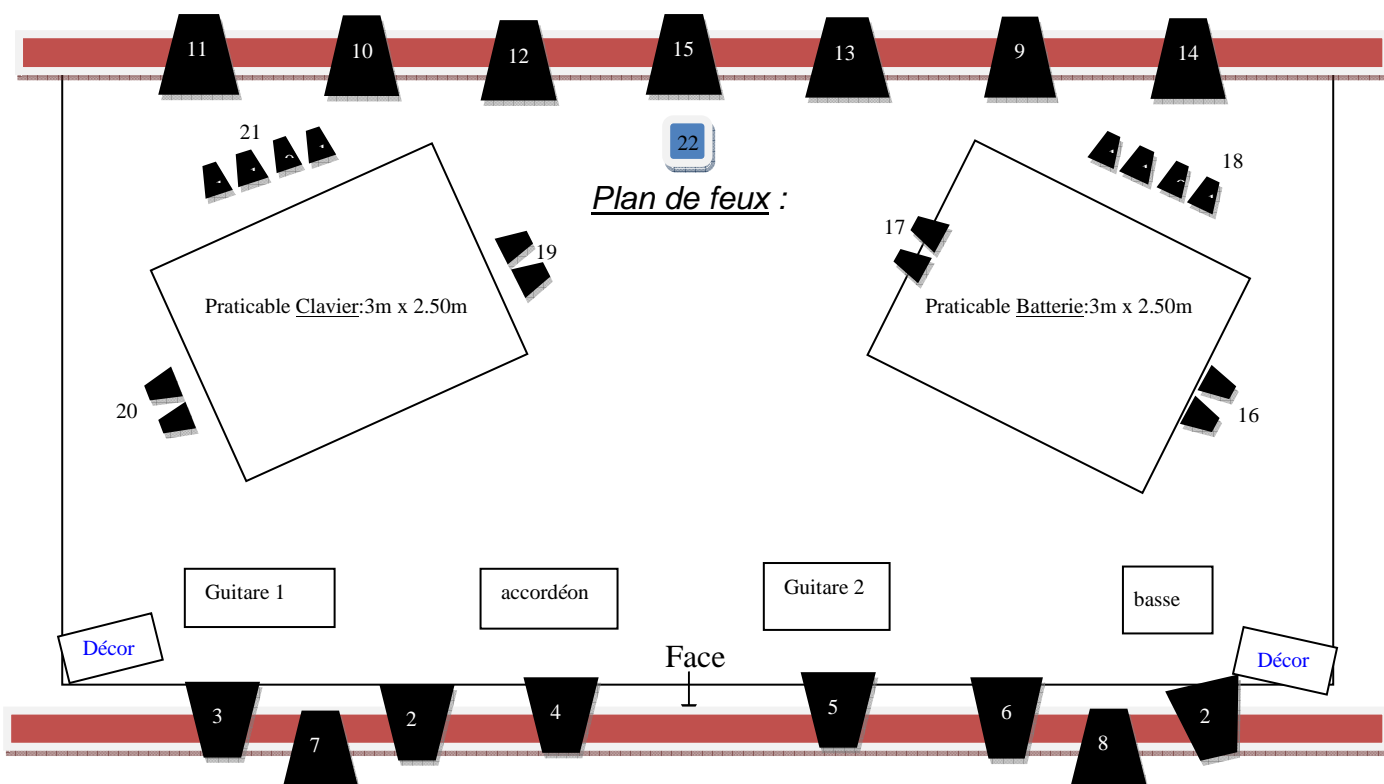 11 10 12 15 13 9 14
21
22
18
Plan de feux :
17
19
Praticable Clavier:3m x 2.50m
Praticable Batterie:3m x 2.50m
20
16
Guitare 1
accordéon
Guitare 2
basse
Décor
Face
Décor
3 2 4 5 6 2
7 8